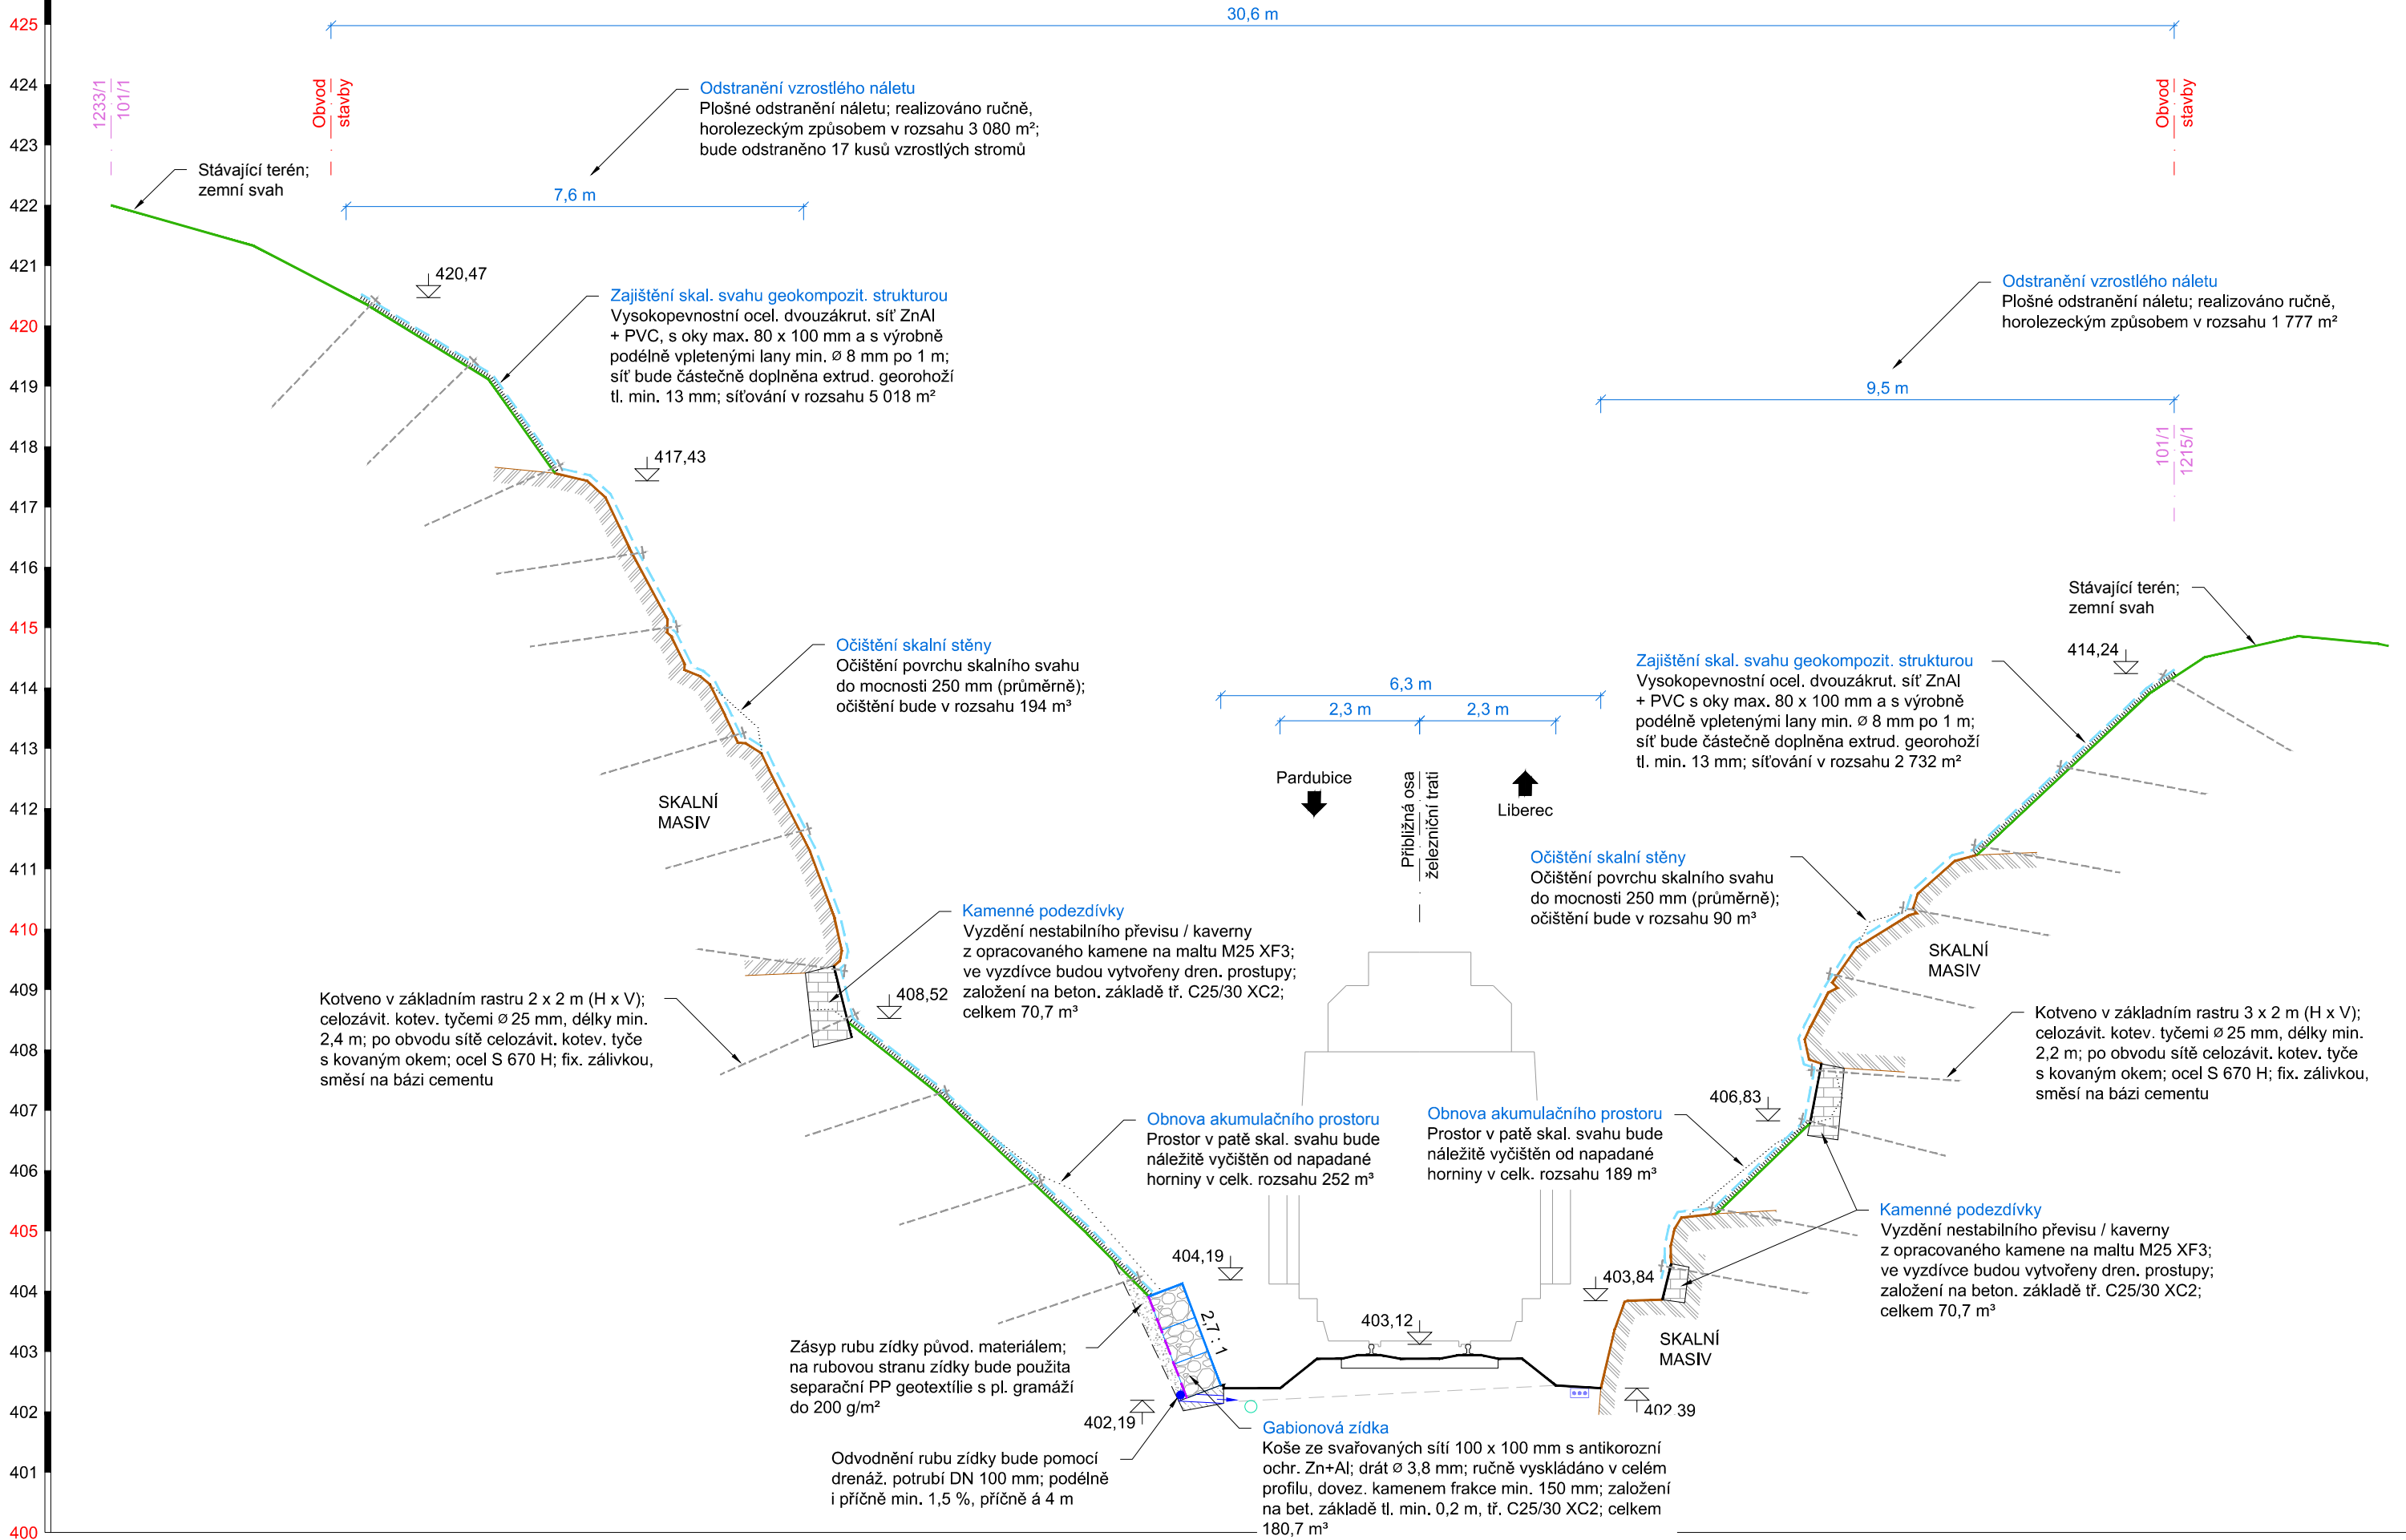 30,6 m
425
424
423
422
421
420
419
418
417
416
415
414
413
412
411
410
409
408
407
406
405
404
403
402
401
400
1233/1
101/1
Obvod
stavby
Stávající terén;
zemní svah
Odstranění vzrostlého náletu
Plošné odstranění náletu; realizováno ručně,
horolezeckým způsobem v rozsahu 3 080 m²;
bude odstraněno 17 kusů vzrostlých stromů
7,6 m
420,47
Zajištění skal. svahu geokompozit. strukturou
Vysokopevnostní ocel. dvouzákrut. síť ZnAl
+ PVC, s oky max. 80 x 100 mm a s výrobně
podélně vpletenými lany min. Ø 8 mm po 1 m;
síť bude částečně doplněna extrud. georohoží
tl. min. 13 mm; síťování v rozsahu 5 018 m²
417,43
Očištění skalní stěny
Očištění povrchu skalního svahu
do mocnosti 250 mm (průměrně);
očištění bude v rozsahu 194 m³
SKALNÍ
MASIV
Kamenné podezdívky
Vyzdění nestabilního převisu / kaverny
z opracovaného kamene na maltu M25 XF3;
ve vyzdívce budou vytvořeny dren. prostupy;
založení na beton. základě tř. C25/30 XC2;
celkem 70,7 m³
408,52
Kotveno v základním rastru 2 x 2 m (H x V);
celozávit. kotev. tyčemi Ø 25 mm, délky min.
2,4 m; po obvodu sítě celozávit. kotev. tyče
s kovaným okem; ocel S 670 H; fix. zálivkou,
směsí na bázi cementu
Obnova akumulačního prostoru
Prostor v patě skal. svahu bude
náležitě vyčištěn od napadané
horniny v celk. rozsahu 252 m³
404,19
2,7 : 1
Zásyp rubu zídky původ. materiálem;
na rubovou stranu zídky bude použita
separační PP geotextílie s pl. gramáží
do 200 g/m²
402,19
Odvodnění rubu zídky bude pomocí
drenáž. potrubí DN 100 mm; podélně
i příčně min. 1,5 %, příčně á 4 m
Gabionová zídka
Koše ze svařovaných sítí 100 x 100 mm s antikorozní
ochr. Zn+Al; drát Ø 3,8 mm; ručně vyskládáno v celém
profilu, dovez. kamenem frakce min. 150 mm; založení
na bet. základě tl. min. 0,2 m, tř. C25/30 XC2; celkem
180,7 m³
6,3 m
2,3 m
2,3 m
Pardubice
Přibližná osa
železniční trati
Liberec
403,12
Obvod
stavby
Odstranění vzrostlého náletu
Plošné odstranění náletu; realizováno ručně,
horolezeckým způsobem v rozsahu 1 777 m²
9,5 m
101/1
1215/1
Stávající terén;
zemní svah
414,24
Zajištění skal. svahu geokompozit. strukturou
Vysokopevnostní ocel. dvouzákrut. síť ZnAl
+ PVC s oky max. 80 x 100 mm a s výrobně
podélně vpletenými lany min. Ø 8 mm po 1 m;
síť bude částečně doplněna extrud. georohoží
tl. min. 13 mm; síťování v rozsahu 2 732 m²
Očištění skalní stěny
Očištění povrchu skalního svahu
do mocnosti 250 mm (průměrně);
očištění bude v rozsahu 90 m³
SKALNÍ
MASIV
Kotveno v základním rastru 3 x 2 m (H x V);
celozávit. kotev. tyčemi Ø 25 mm, délky min.
2,2 m; po obvodu sítě celozávit. kotev. tyče
s kovaným okem; ocel S 670 H; fix. zálivkou,
směsí na bázi cementu
406,83
Obnova akumulačního prostoru
Prostor v patě skal. svahu bude
náležitě vyčištěn od napadané
horniny v celk. rozsahu 189 m³
Kamenné podezdívky
Vyzdění nestabilního převisu / kaverny
z opracovaného kamene na maltu M25 XF3;
ve vyzdívce budou vytvořeny dren. prostupy;
založení na beton. základě tř. C25/30 XC2;
celkem 70,7 m³
403,84
SKALNÍ
MASIV
402,39